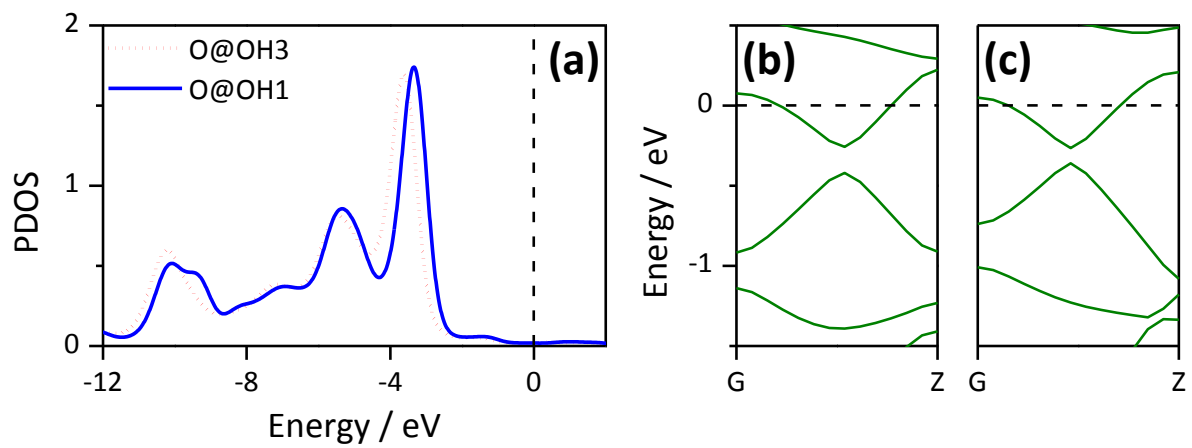 2
O@OH3
O@OH1
(a)
1
PDOS
0
-12
-8
-4
0
Energy / eV
(b)
(c)
0
-1
Energy / eV
G
Z
G
Z